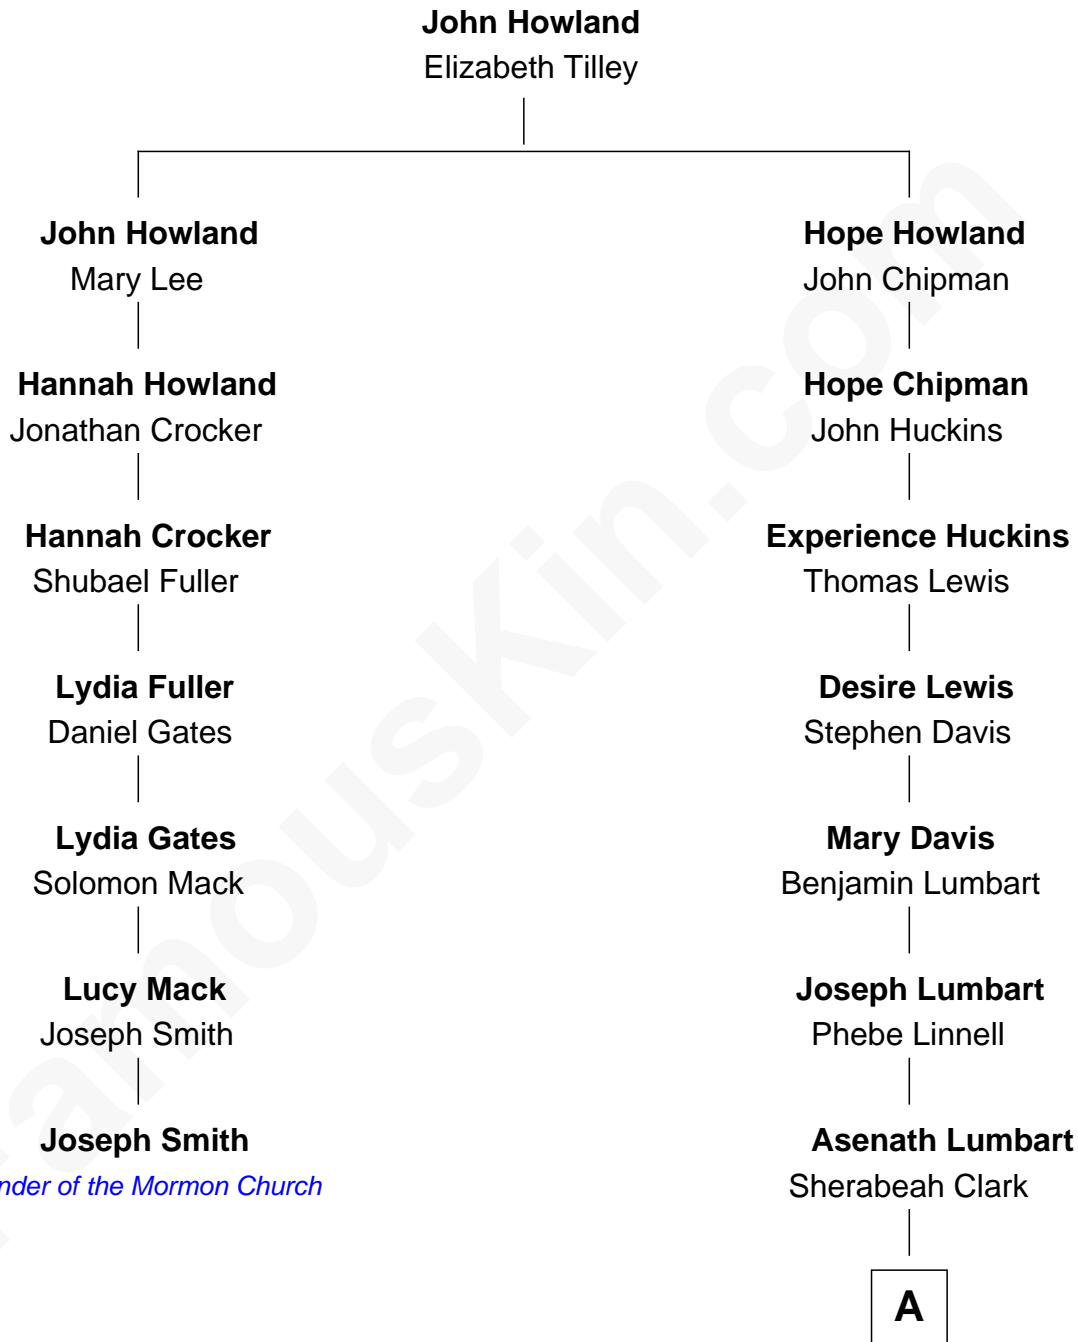 John Howland
Elizabeth Tilley
John Howland
Mary Lee
Hope Howland
John Chipman
Hannah Howland
Jonathan Crocker
Hope Chipman
John Huckins
Hannah Crocker
Shubael Fuller
Experience Huckins
Thomas Lewis
Lydia Fuller
Daniel Gates
Desire Lewis
Stephen Davis
Lydia Gates
Solomon Mack
Mary Davis
Benjamin Lumbart
Lucy Mack
Joseph Smith
Joseph Lumbart
Phebe Linnell
Joseph Smith
nder of the Mormon Church
Asenath Lumbart
Sherabeah Clark
A
FamousKin.com